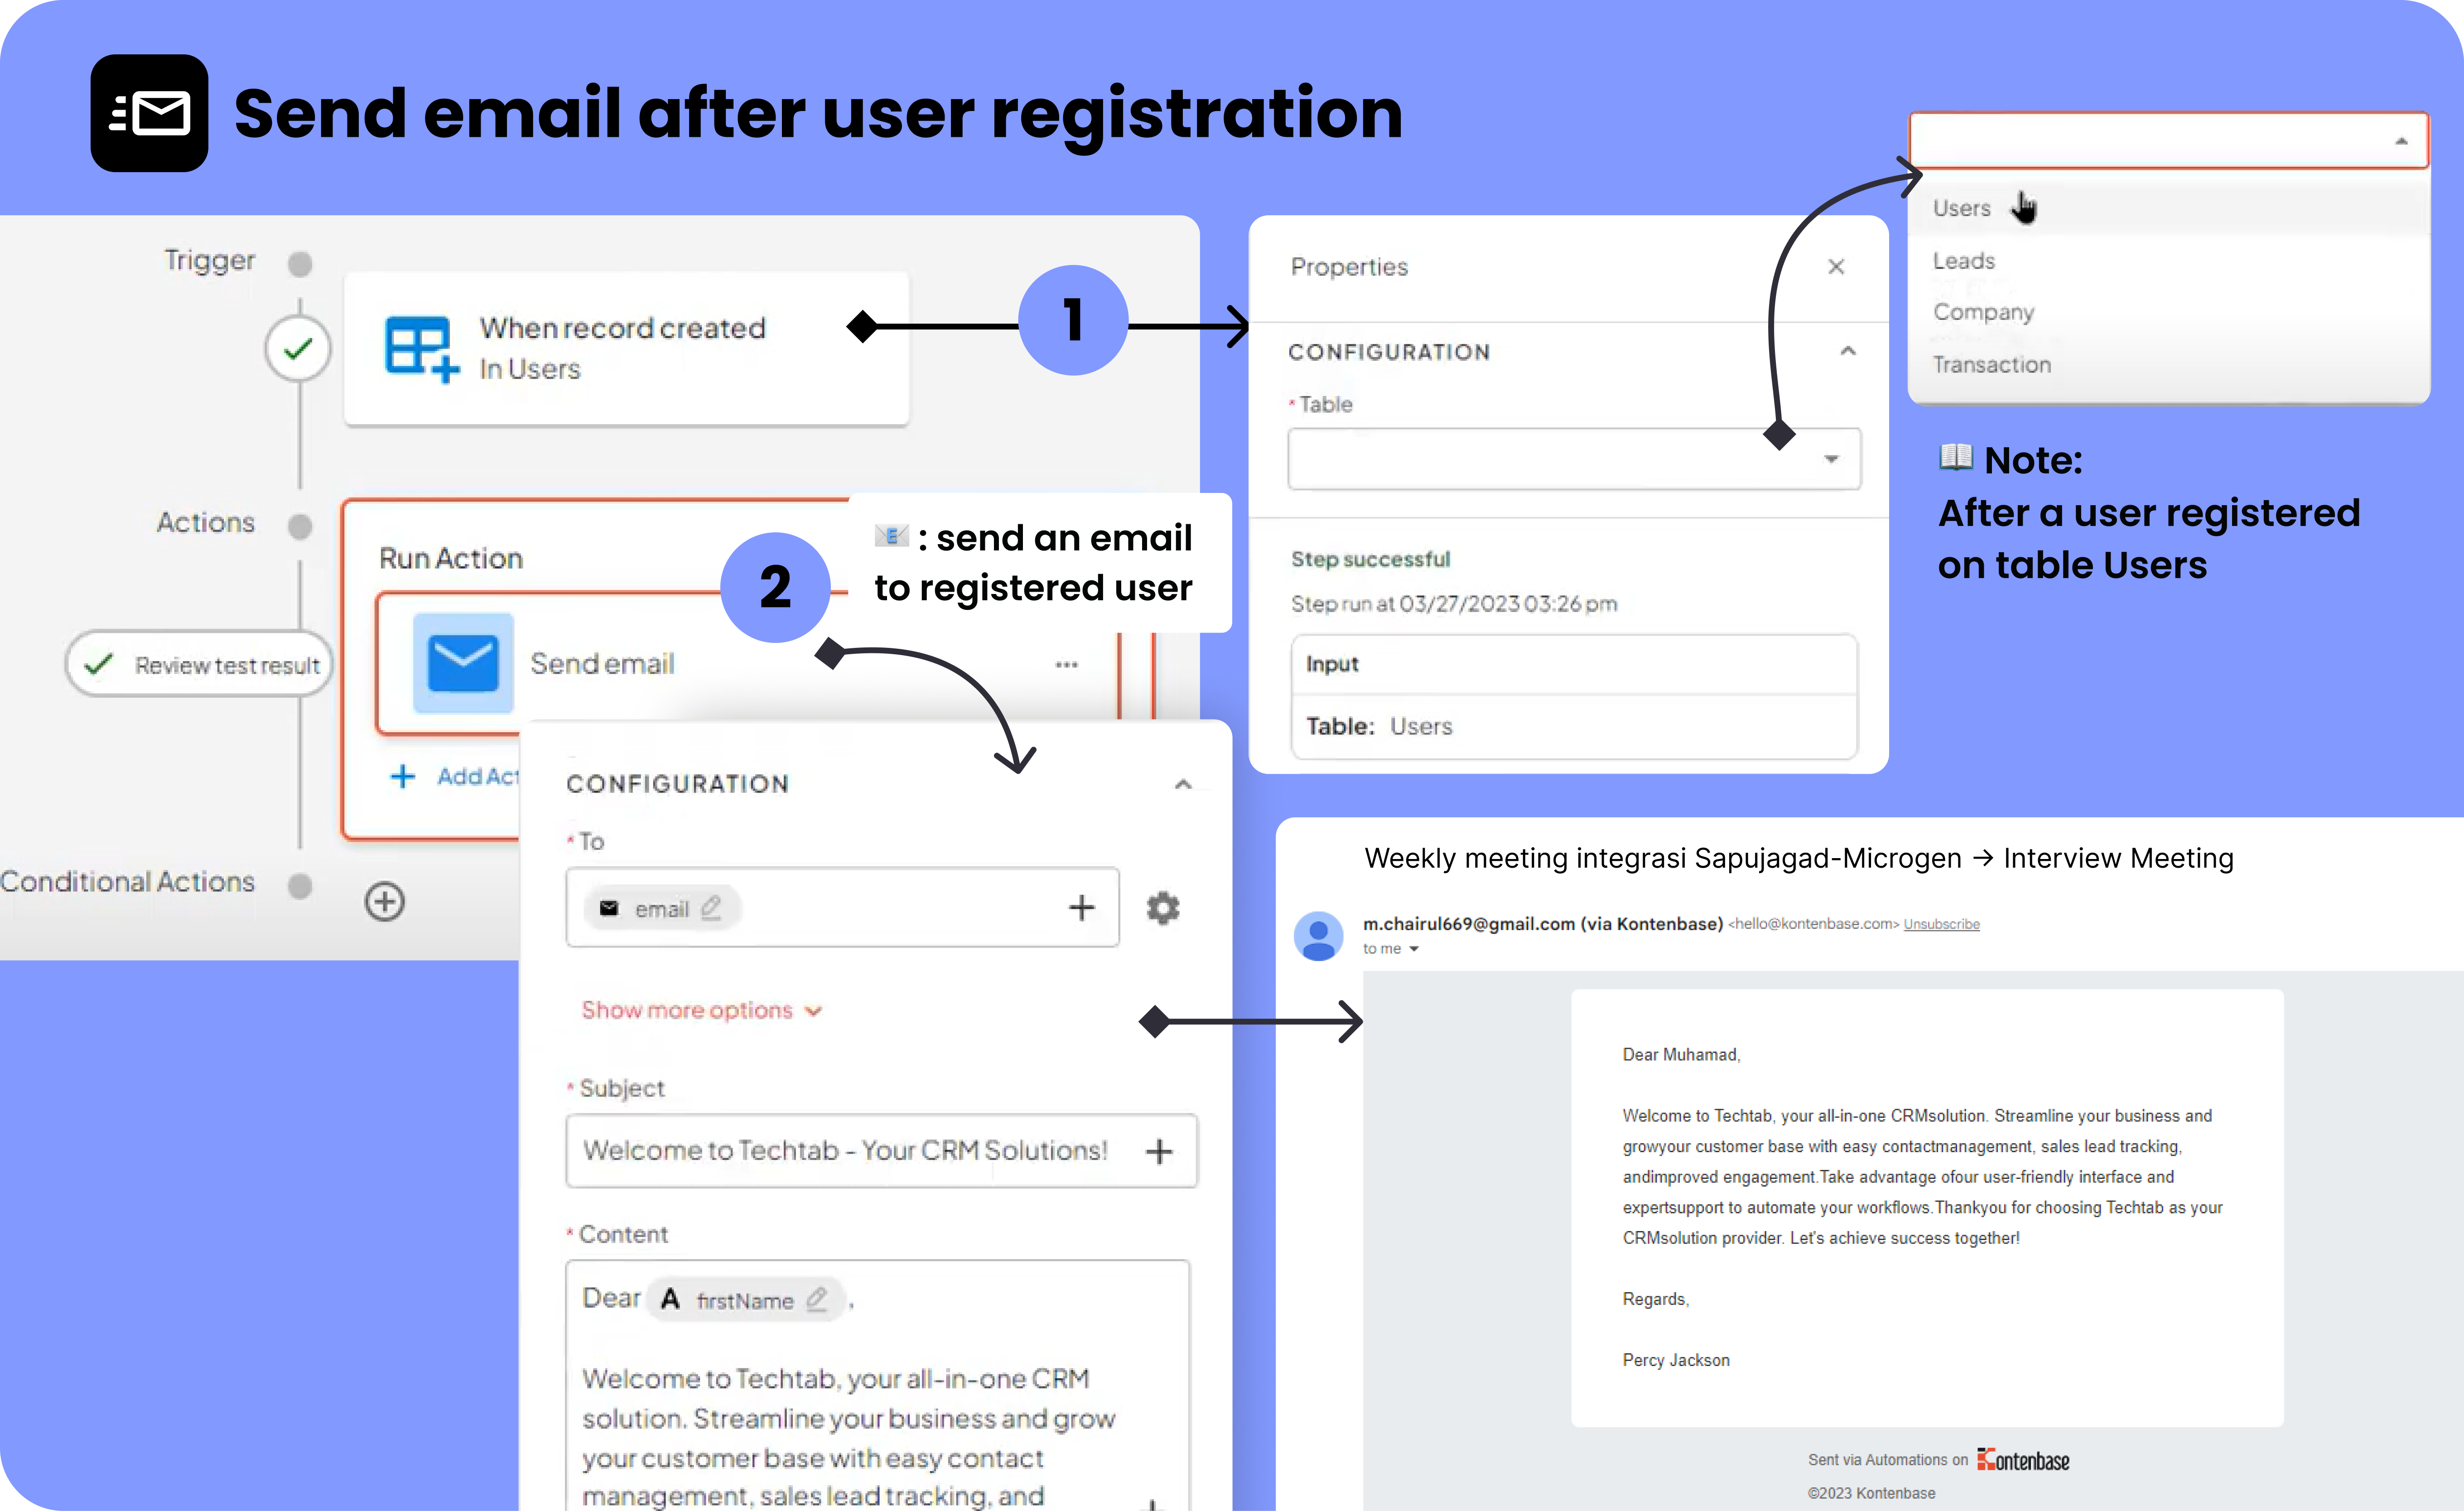 Send email after user registration
Trigger
When record created
In Users
1
Actions
Run Action
2
: send an email
to registered user
Send email
...
Review test result
Add Act
Conditional Actions
Properties
CONFIGURATION
* Table
Step successful
Step run at 03/27/2023 03:26 pm
Input
Table: Users
Users
Leads
Company
Transaction
Note:
After a user registered
on table Users
CONFIGURATION
* To
email
Show more options
* Subject
Welcome to Techtab - Your CRM Solutions!
* Content
Dear A firstName ,
Welcome to Techtab, your all-in-one CRM
solution. Streamline your business and grow
your customer base with easy contact
management, sales lead tracking, and
Weekly meeting integrasi Sapujagad-Microgen → Interview Meeting
m.chairul669@gmail.com (via Kontenbase) <hello@kontenbase.com> Unsubscribe
to me
Dear Muhamad,
Welcome to Techtab, your all-in-one CRMsolution. Streamline your business and
growyour customer base with easy contactmanagement, sales lead tracking,
andimproved engagement.Take advantage ofour user-friendly interface and
expertsupport to automate your workflows.Thankyou for choosing Techtab as your
CRMsolution provider. Let's achieve success together!
Regards,
Percy Jackson
Sent via Automations on Kontenbase
©2023 Kontenbase